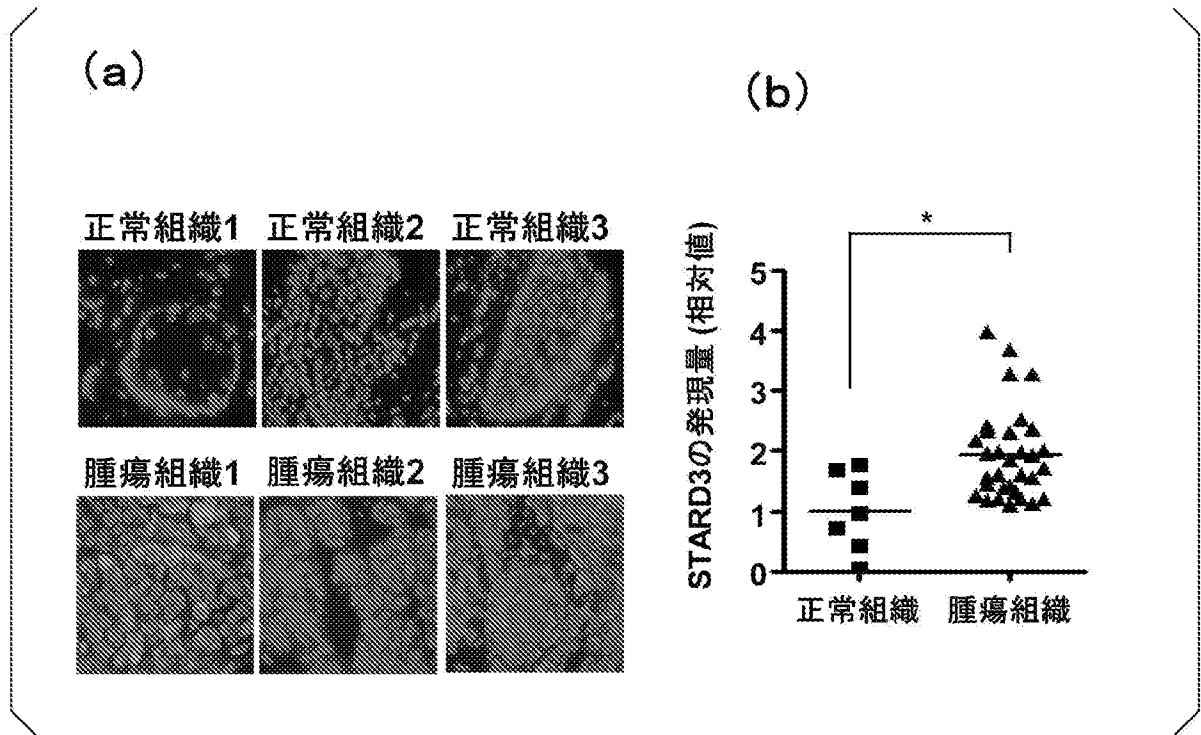 (a)
正常組織1 正常組織2 正常組織3
腫瘍組織1 腫瘍組織2 腫瘍組織3
(b)
*
STARD3の発現量 (相対値)
5
4
3
2
1
0
正常組織 腫瘍組織